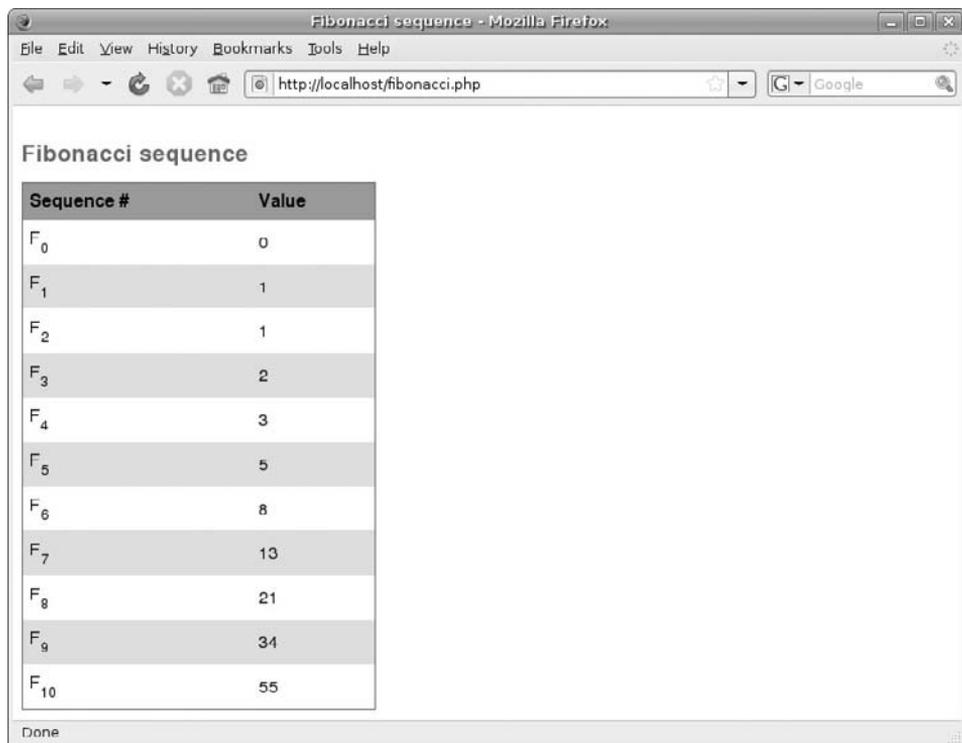 Fibonacci sequence - Mozilla Firefox
File Edit View History Bookmarks Tools Help
http://localhost/fibonacci.php G Google
Fibonacci sequence
Sequence # Value
F0 0
F1 1
F2 1
F3 2
F4 3
F5 5
F6 8
F7 13
F8 21
F9 34
F10 55
Done